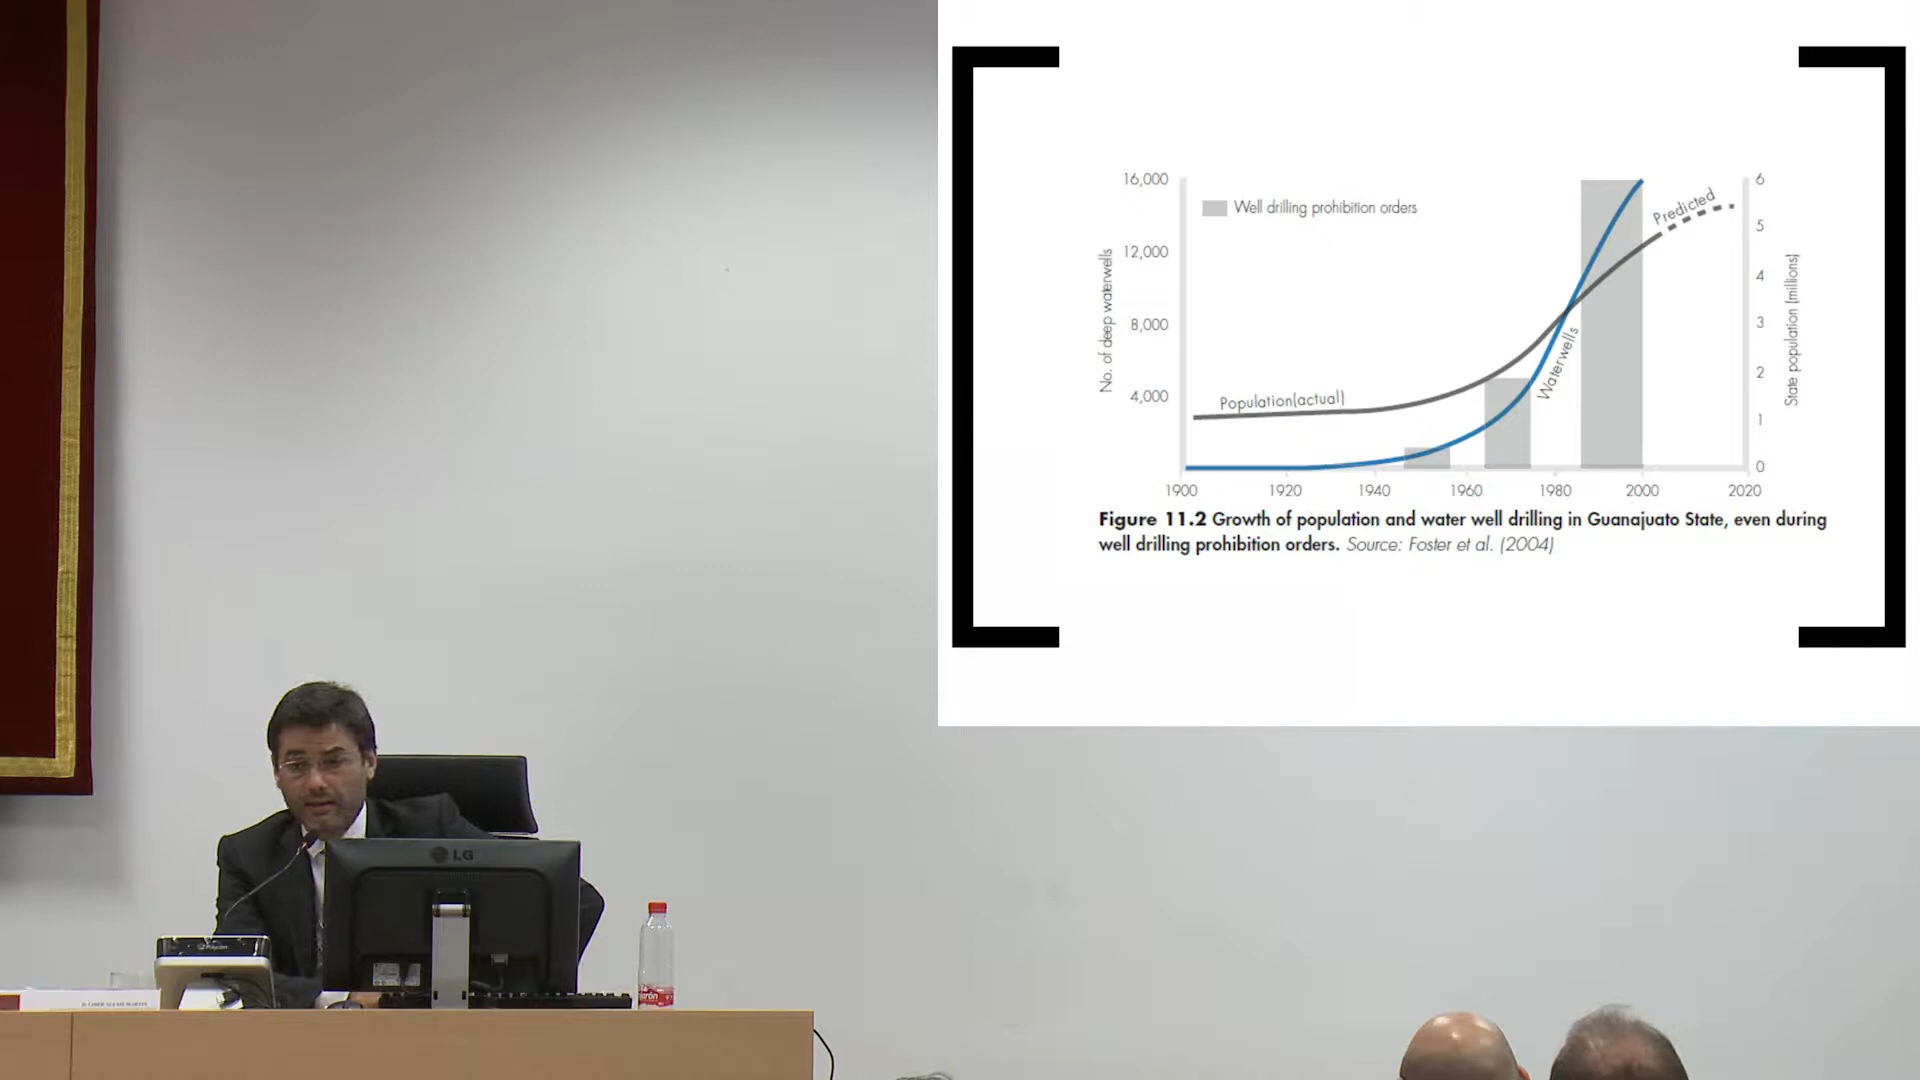 16,000
12,000
8,000
4,000
No. of deep waterwells
Well drilling prohibition orders
Population(actual)
Waterwells
Predicted
6
5
4
3
2
1
0
State population (millions)
1900 1920 1940 1960 1980 2000 2020
Figure 11.2 Growth of population and water well drilling in Guanajuato State, even during
well drilling prohibition orders. Source: Foster et al. (2004)
LG